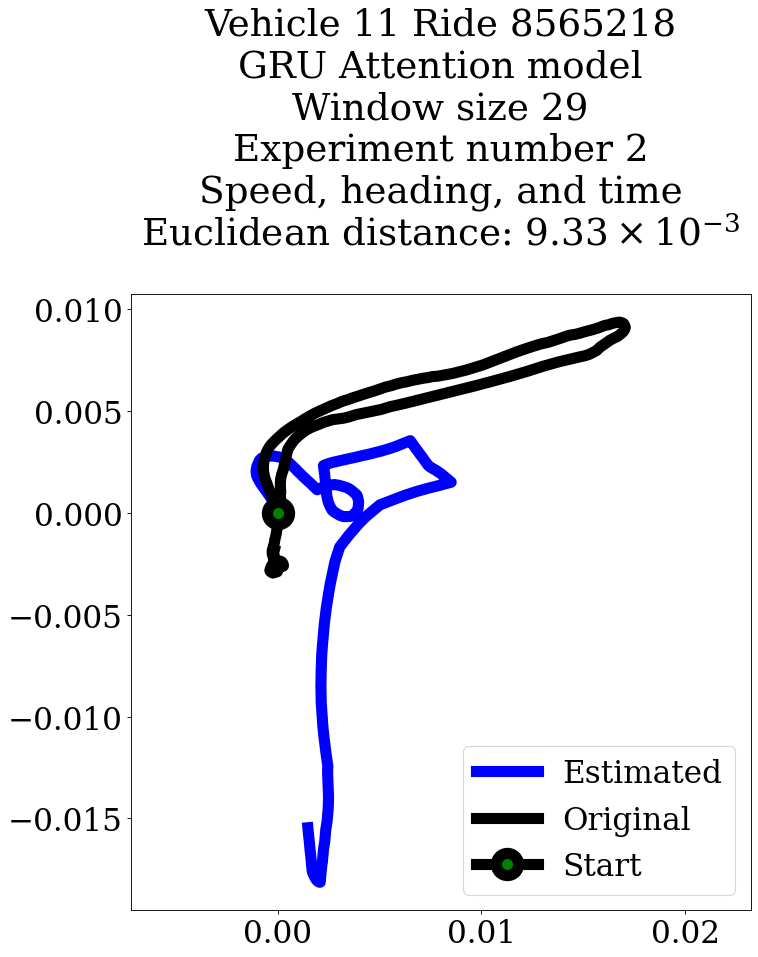 Vehicle 11 Ride 8565218
GRU Attention model
Window size 29
Experiment number 2
Speed, heading, and time
Euclidean distance: 9.33 × 10⁻³
0.010
0.005
0.000
−0.005
−0.010
−0.015
Estimated
Original
Start
0.00 0.01 0.02